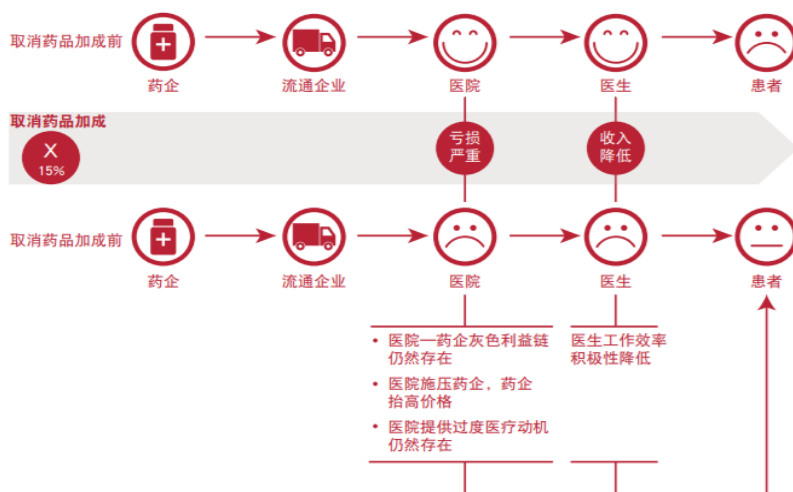 取消药品加成前
药企
流通企业
医院
医生
患者
取消药品加成
X
15%
亏损
严重
收入
降低
取消药品加成前
药企
流通企业
医院
医生
患者
• 医院—药企灰色利益链
仍然存在
• 医院施压药企，药企
抬高价格
• 医院提供过度医疗动机
仍然存在
医生工作效率
积极性降低